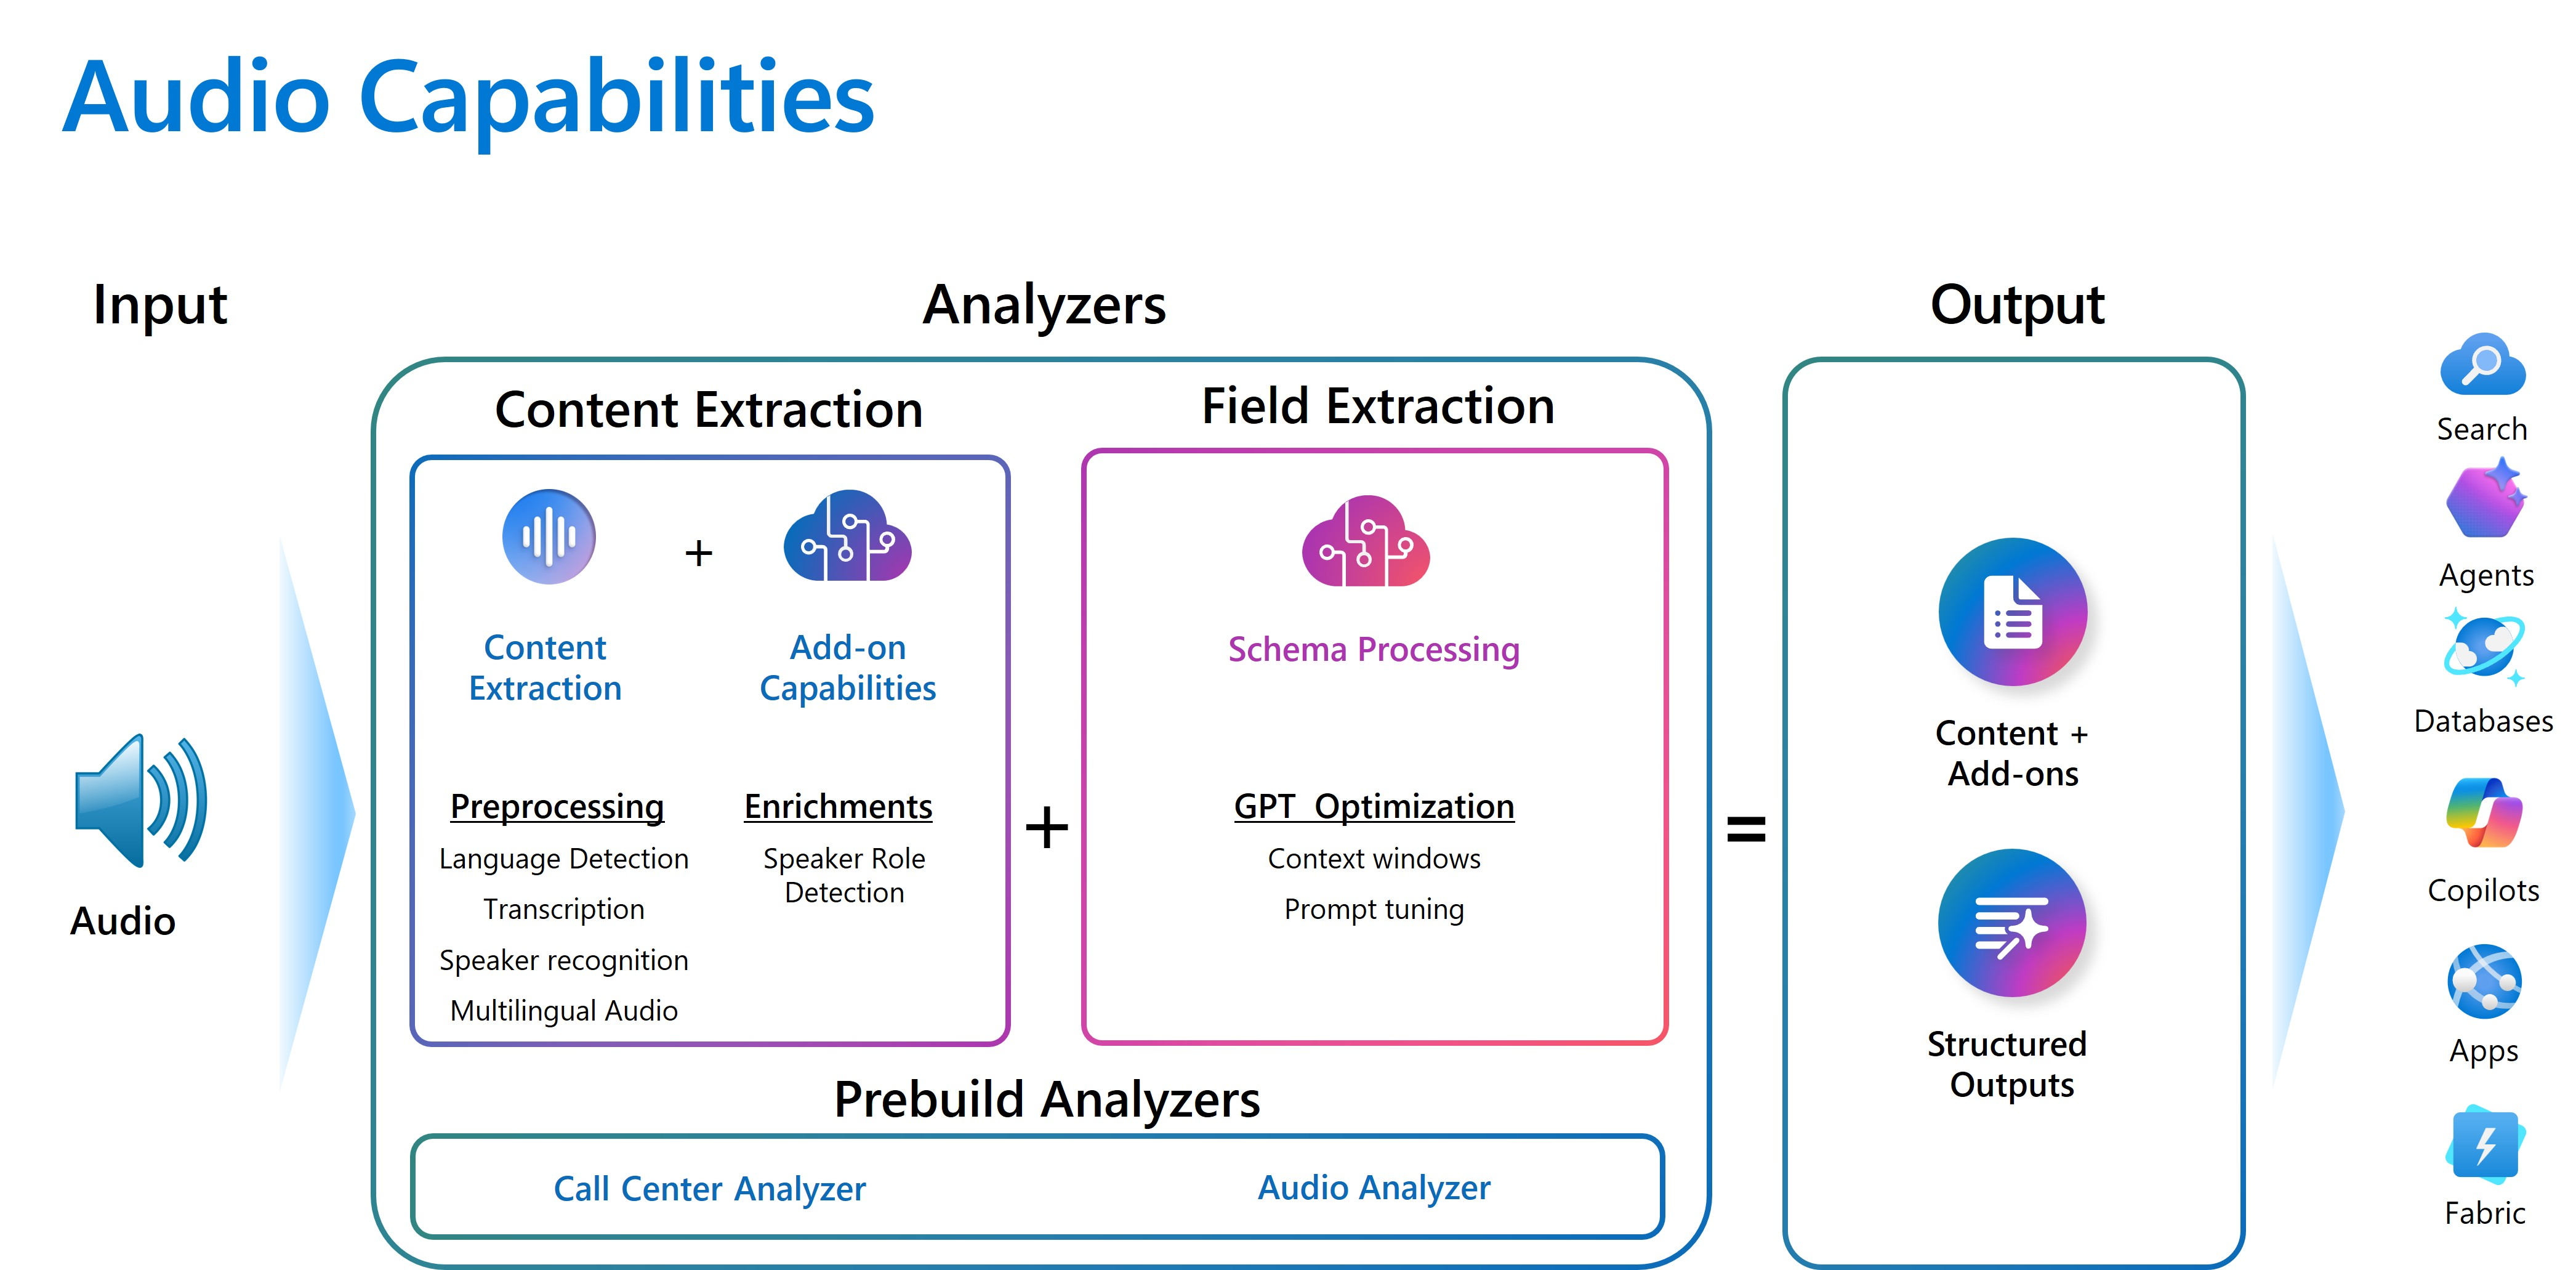 Audio Capabilities
Input
Analyzers
Output
Audio
Content Extraction
Content
Extraction
+
Add-on
Capabilities
Preprocessing
Language Detection
Transcription
Speaker recognition
Multilingual Audio
Enrichments
Speaker Role
Detection
+
Field Extraction
Schema Processing
GPT Optimization
Context windows
Prompt tuning
Prebuild Analyzers
Call Center Analyzer
Audio Analyzer
=
Content +
Add-ons
Structured
Outputs
Search
Agents
Databases
Copilots
Apps
Fabric